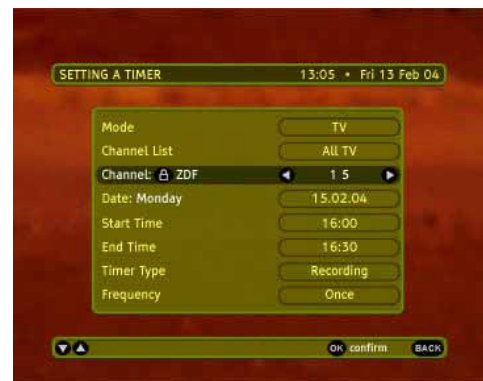 SETTING A TIMER 13:05 • Fri 13 Feb 04
Mode TV
Channel List All TV
Channel: ZDF 1 5
Date: Monday 15.02.04
Start Time 16:00
End Time 16:30
Timer Type Recording
Frequency Once
OK confirm BACK